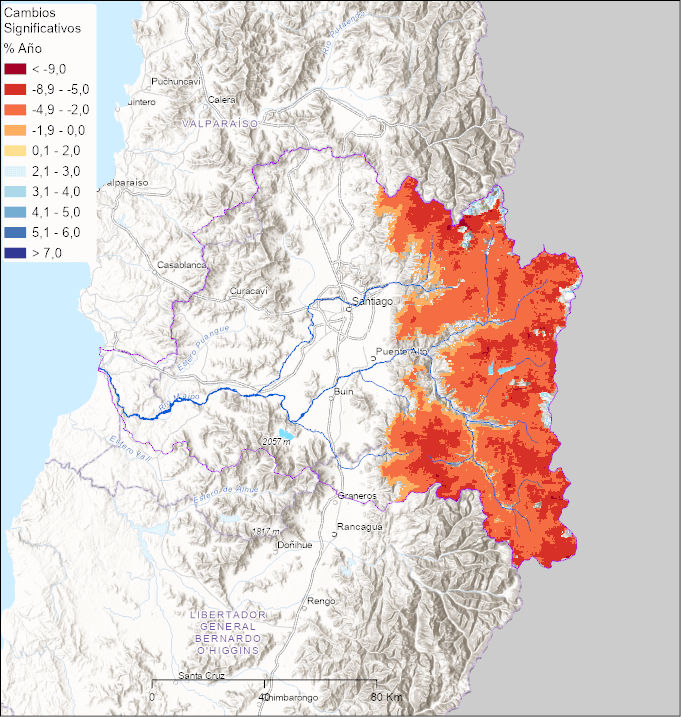 Cambios
Significativos
% Año
< -9,0
-8,9 - -5,0
-4,9 - -2,0
-1,9 - 0,0
0,1 - 2,0
2,1 - 3,0
3,1 - 4,0
4,1 - 5,0
5,1 - 6,0
> 7,0
Río Putaendo
Puchuncaví
uintero
Calera
VALPARAÍSO
alparaíso
Casablanca
Curacaví
Santiago
Estero Puangue
Puente Alto
Buin
Río Maipo
2057 m
Estero Yali
Estero de Alhué
Graneros
1817 m
Rancagua
Doñihue
Rengo
LIBERTADOR
GENERAL
BERNARDO
O'HIGGINS
Santa Cruz
Chimbarongo
0 40 80 Km